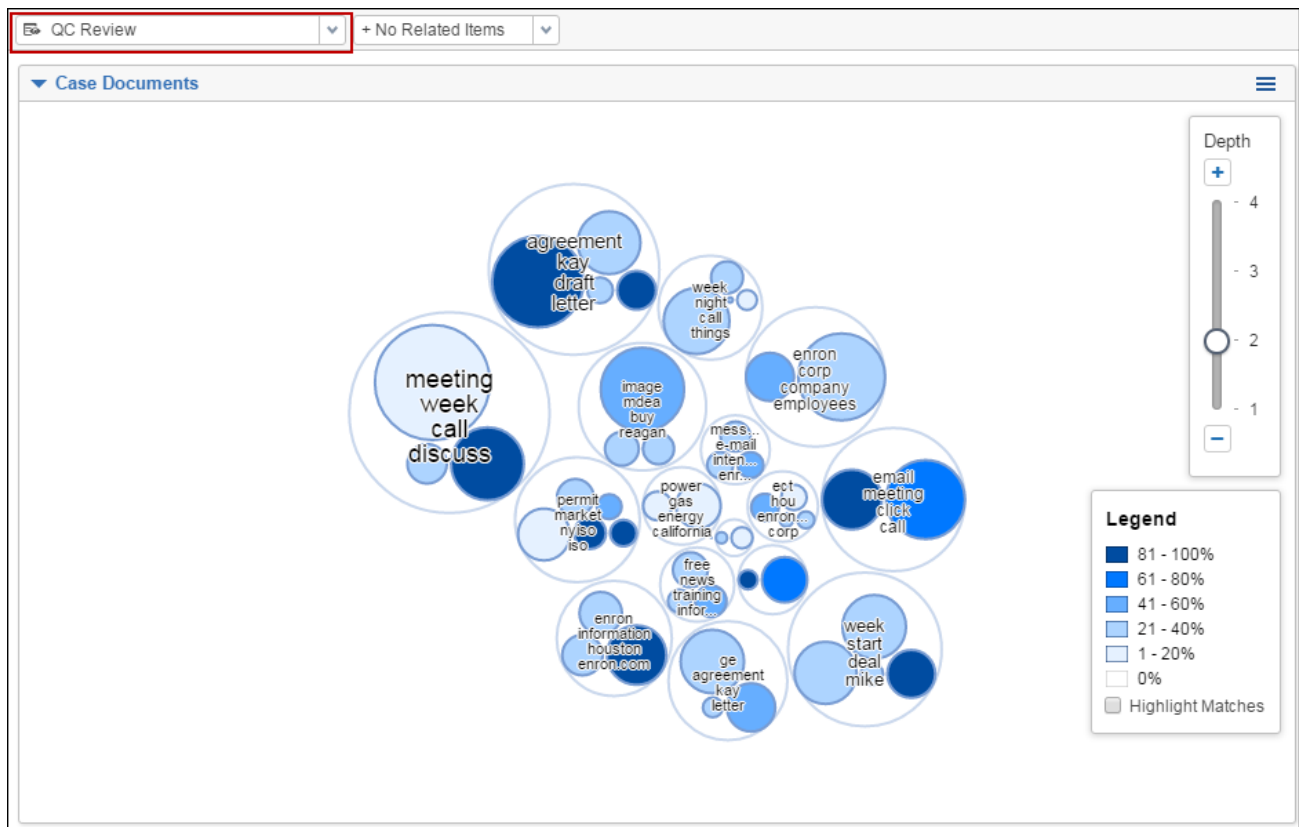 QC Review
+ No Related Items
Case Documents
Depth
+
- 4
- 3
- 2
- 1
−
agreement
kay
draft
letter
week
night
call
things
enron
corp
company
employees
meeting
week
call
discuss
image
mdea
buy
reagan
mess...
e-mail
inten...
enr...
email
meeting
click
call
permit
market
nyiso
iso
power
gas
energy
california
ect
hou
enron...
corp
free
news
training
infor...
enron
information
houston
enron.com
ge
agreement
kay
letter
week
start
deal
mike
Legend
81 - 100%
61 - 80%
41 - 60%
21 - 40%
1 - 20%
0%
Highlight Matches